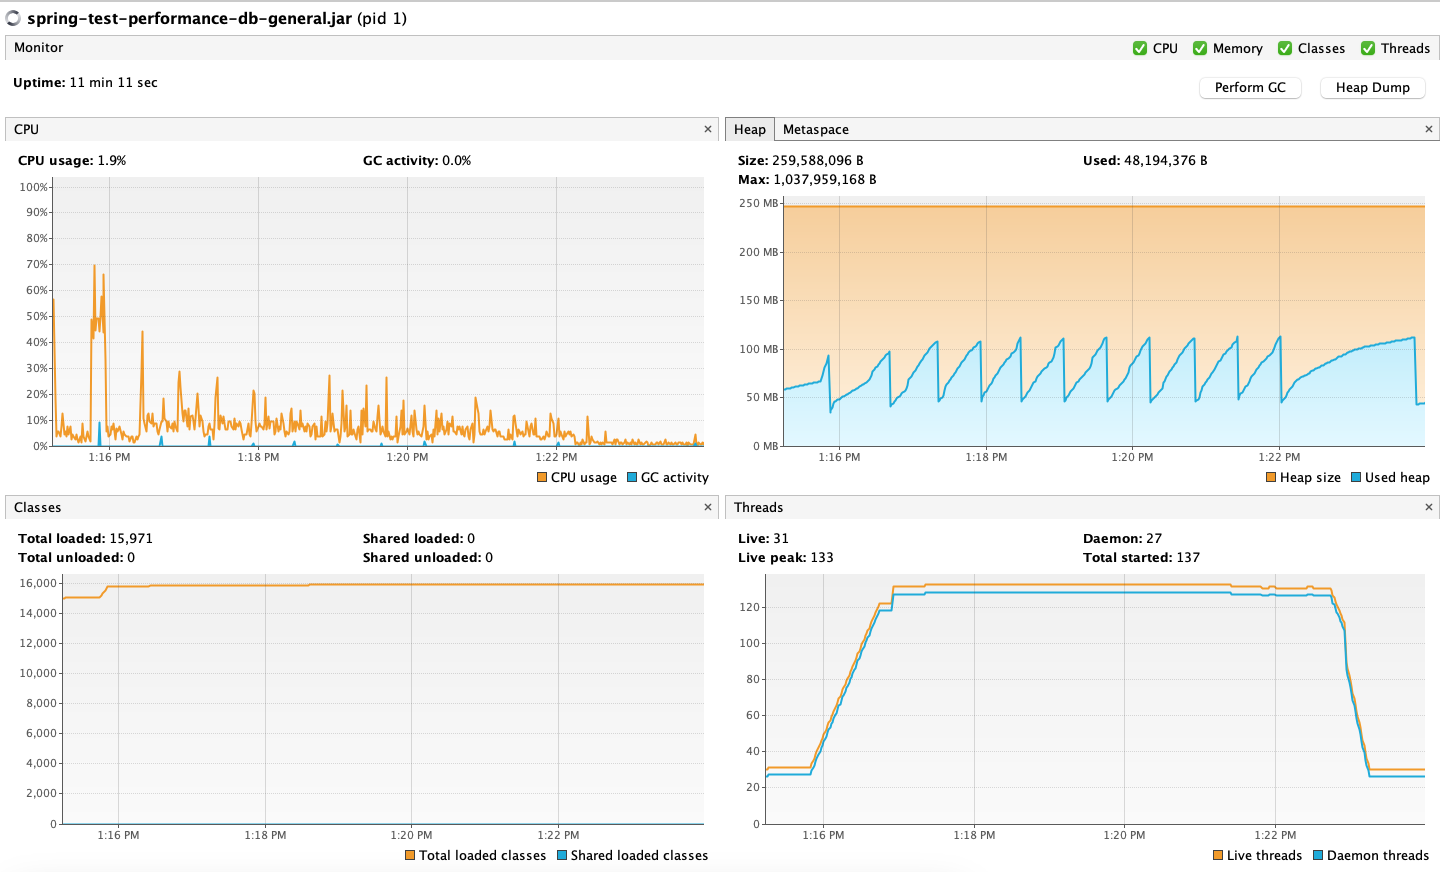 spring-test-performance-db-general.jar (pid 1)
Monitor
CPU Memory Classes Threads
Uptime: 11 min 11 sec
Perform GC Heap Dump
CPU ×
CPU usage: 1.9% GC activity: 0.0%
100%
90%
80%
70%
60%
50%
40%
30%
20%
10%
0%
1:16 PM 1:18 PM 1:20 PM 1:22 PM
CPU usage GC activity
Heap Metaspace ×
Size: 259,588,096 B Used: 48,194,376 B
Max: 1,037,959,168 B
250 MB
200 MB
150 MB
100 MB
50 MB
0 MB
1:16 PM 1:18 PM 1:20 PM 1:22 PM
Heap size Used heap
Classes ×
Total loaded: 15,971 Shared loaded: 0
Total unloaded: 0 Shared unloaded: 0
16,000
14,000
12,000
10,000
8,000
6,000
4,000
2,000
0
1:16 PM 1:18 PM 1:20 PM 1:22 PM
Total loaded classes Shared loaded classes
Threads ×
Live: 31 Daemon: 27
Live peak: 133 Total started: 137
120
100
80
60
40
20
0
1:16 PM 1:18 PM 1:20 PM 1:22 PM
Live threads Daemon threads